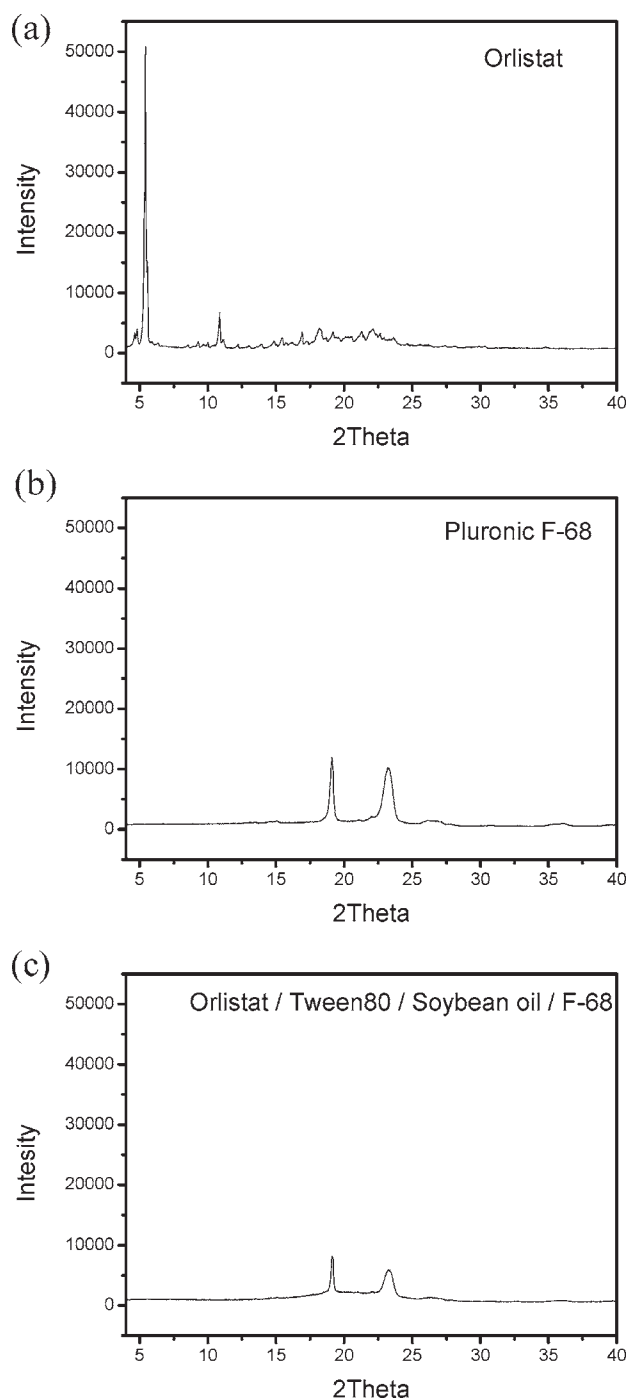 (a)
Orlistat
50000
40000
30000
20000
10000
0
Intensity
5 10 15 20 25 30 35 40
2Theta
(b)
Pluronic F-68
50000
40000
30000
20000
10000
0
Intensity
5 10 15 20 25 30 35 40
2Theta
(c)
Orlistat / Tween80 / Soybean oil / F-68
50000
40000
30000
20000
10000
0
Intesity
5 10 15 20 25 30 35 40
2Theta